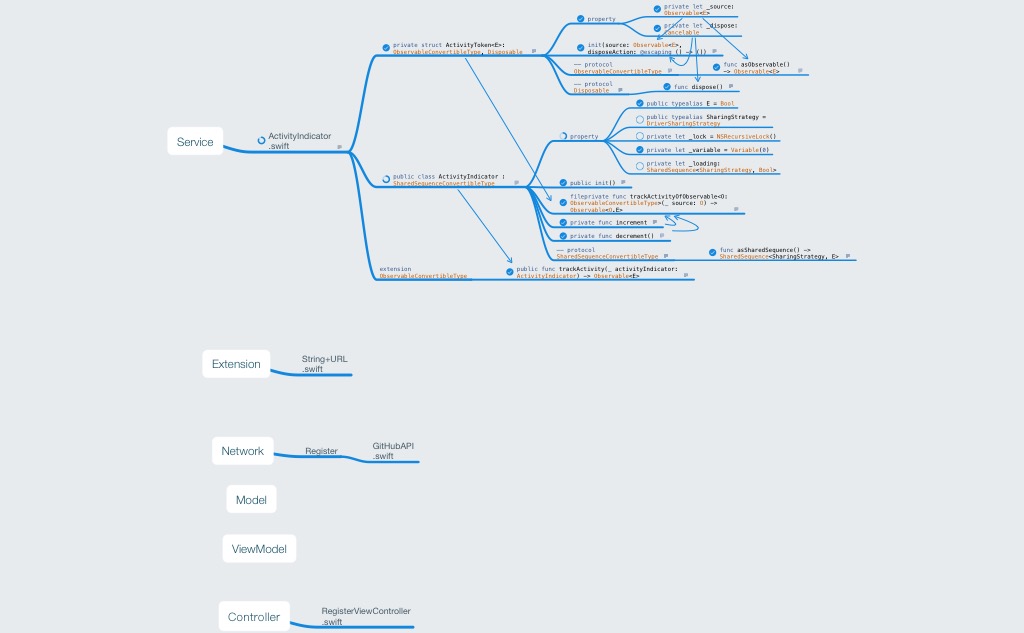 private let _source:
Observable<E>
property
private let _dispose:
Cancelable
private struct ActivityToken<E>:
ObservableConvertibleType, Disposable
init(source: Observable<E>,
disposeAction: @escaping () -> ())
—— protocol
ObservableConvertibleType
func asObservable()
-> Observable<E>
—— protocol
Disposable
func dispose()
public typealias E = Bool
public typealias SharingStrategy =
DriverSharingStrategy
Service
ActivityIndicator
.swift
property
private let _lock = NSRecursiveLock()
private let _variable = Variable(0)
private let _loading:
SharedSequence<SharingStrategy, Bool>
public class ActivityIndicator :
SharedSequenceConvertibleType
public init()
fileprivate func trackActivityOfObservable<O:
ObservableConvertibleType>(_ source: O) ->
Observable<O.E>
private func increment
private func decrement()
—— protocol
SharedSequenceConvertibleType
func asSharedSequence() ->
SharedSequence<SharingStrategy, E>
extension
ObservableConvertibleType
public func trackActivity(_ activityIndicator:
ActivityIndicator) -> Observable<E>
Extension
String+URL
.swift
Network
Register
GitHubAPI
.swift
Model
ViewModel
Controller
RegisterViewController
.swift